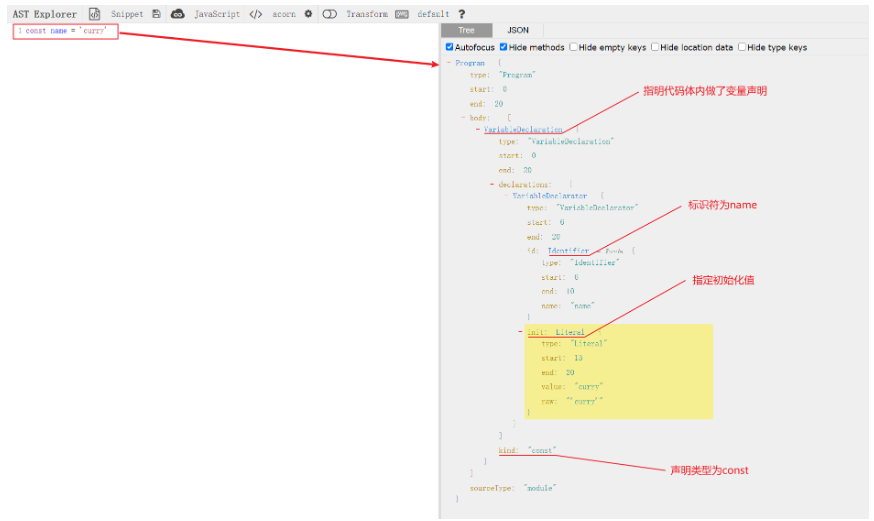 AST Explorer Snippet JavaScript </> acorn Transform default ?
1 const name = 'curry'
Tree JSON
Autofocus Hide methods Hide empty keys Hide location data Hide type keys
- Program {
type: "Program"
start: 0
end: 20
- body: [
指明代码体内做了变量声明
- VariableDeclaration {
type: "VariableDeclaration"
start: 0
end: 20
- declarations: [
- VariableDeclarator {
type: "VariableDeclarator"
标识符为name
start: 6
end: 20
id: Identifier = $node {
type: "Identifier"
start: 6
end: 10
指定初始化值
name: "name"
}
- init: Literal
type: "Literal"
start: 13
end: 20
value: "curry"
raw: "'curry'"
}
}
]
kind: "const"
}
声明类型为const
]
sourceType: "module"
}